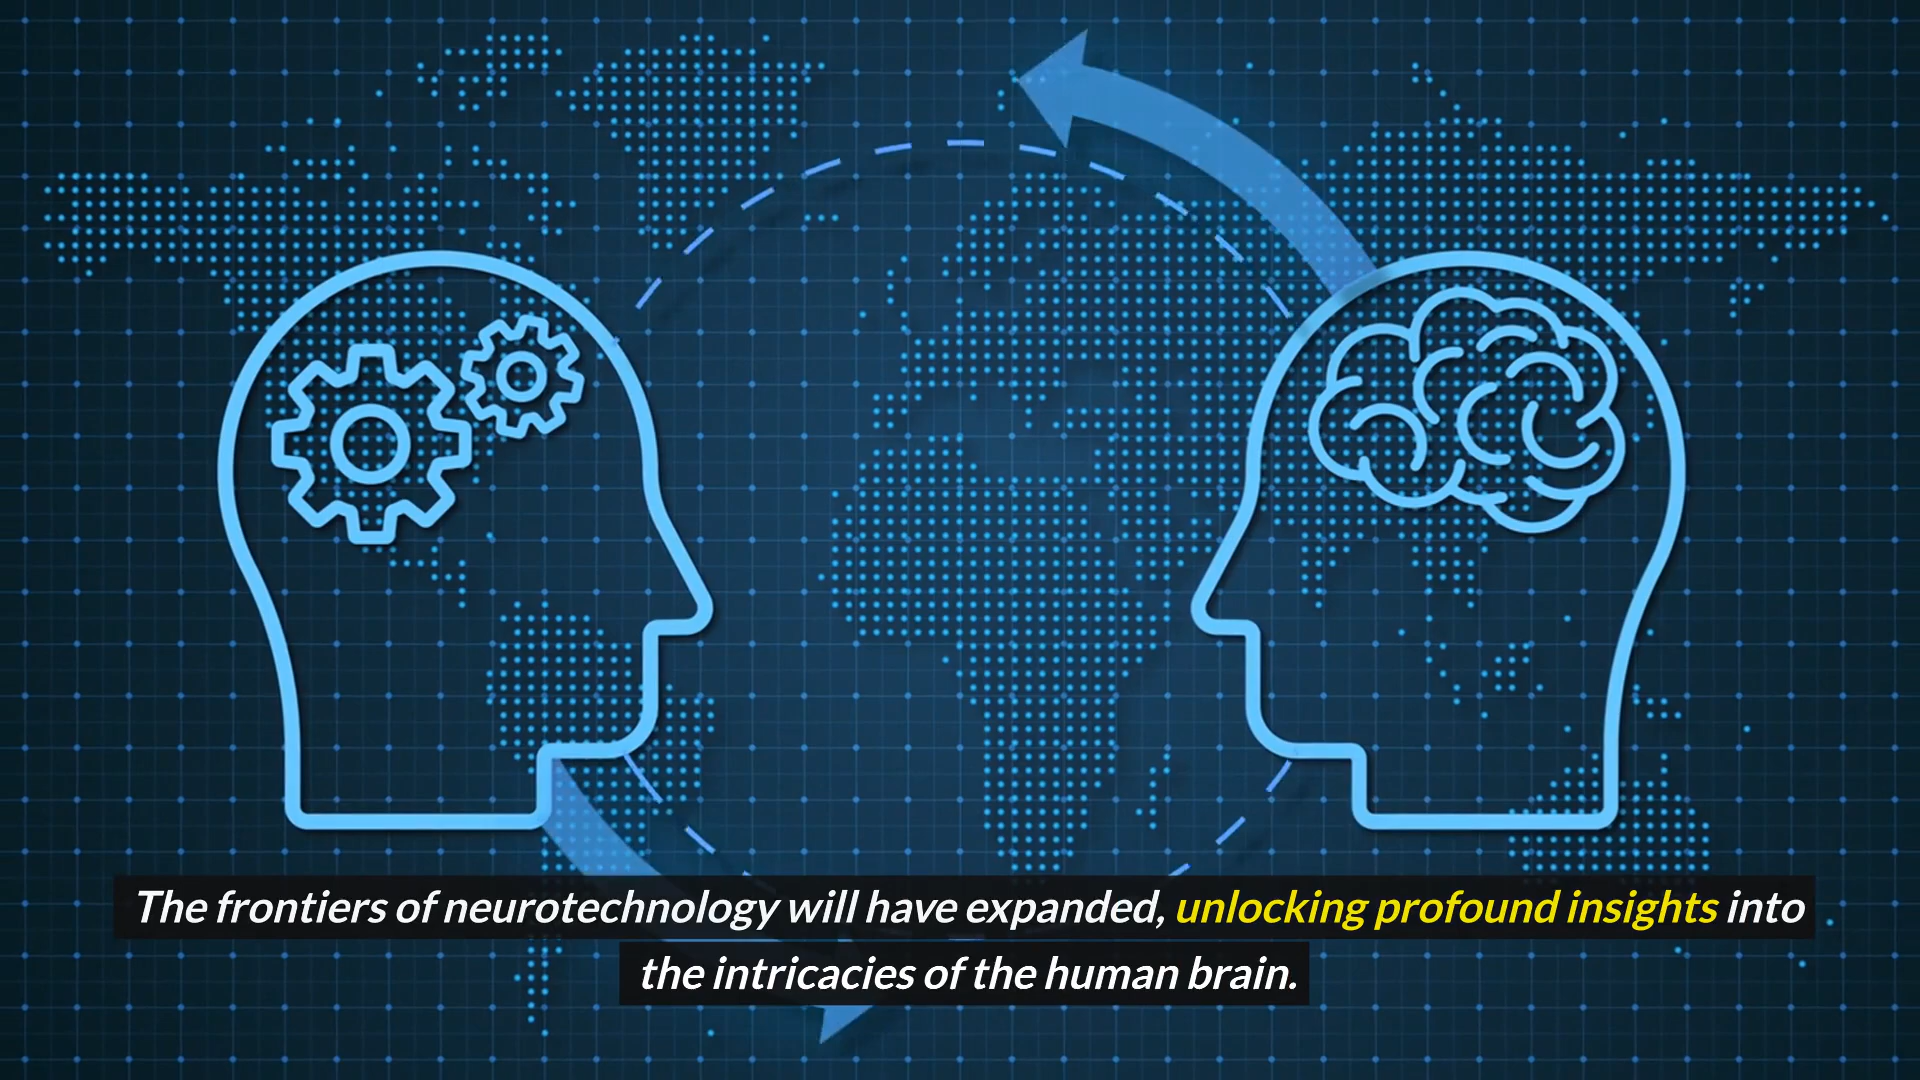 The frontiers of neurotechnology will have expanded, unlocking profound insights into
the intricacies of the human brain.